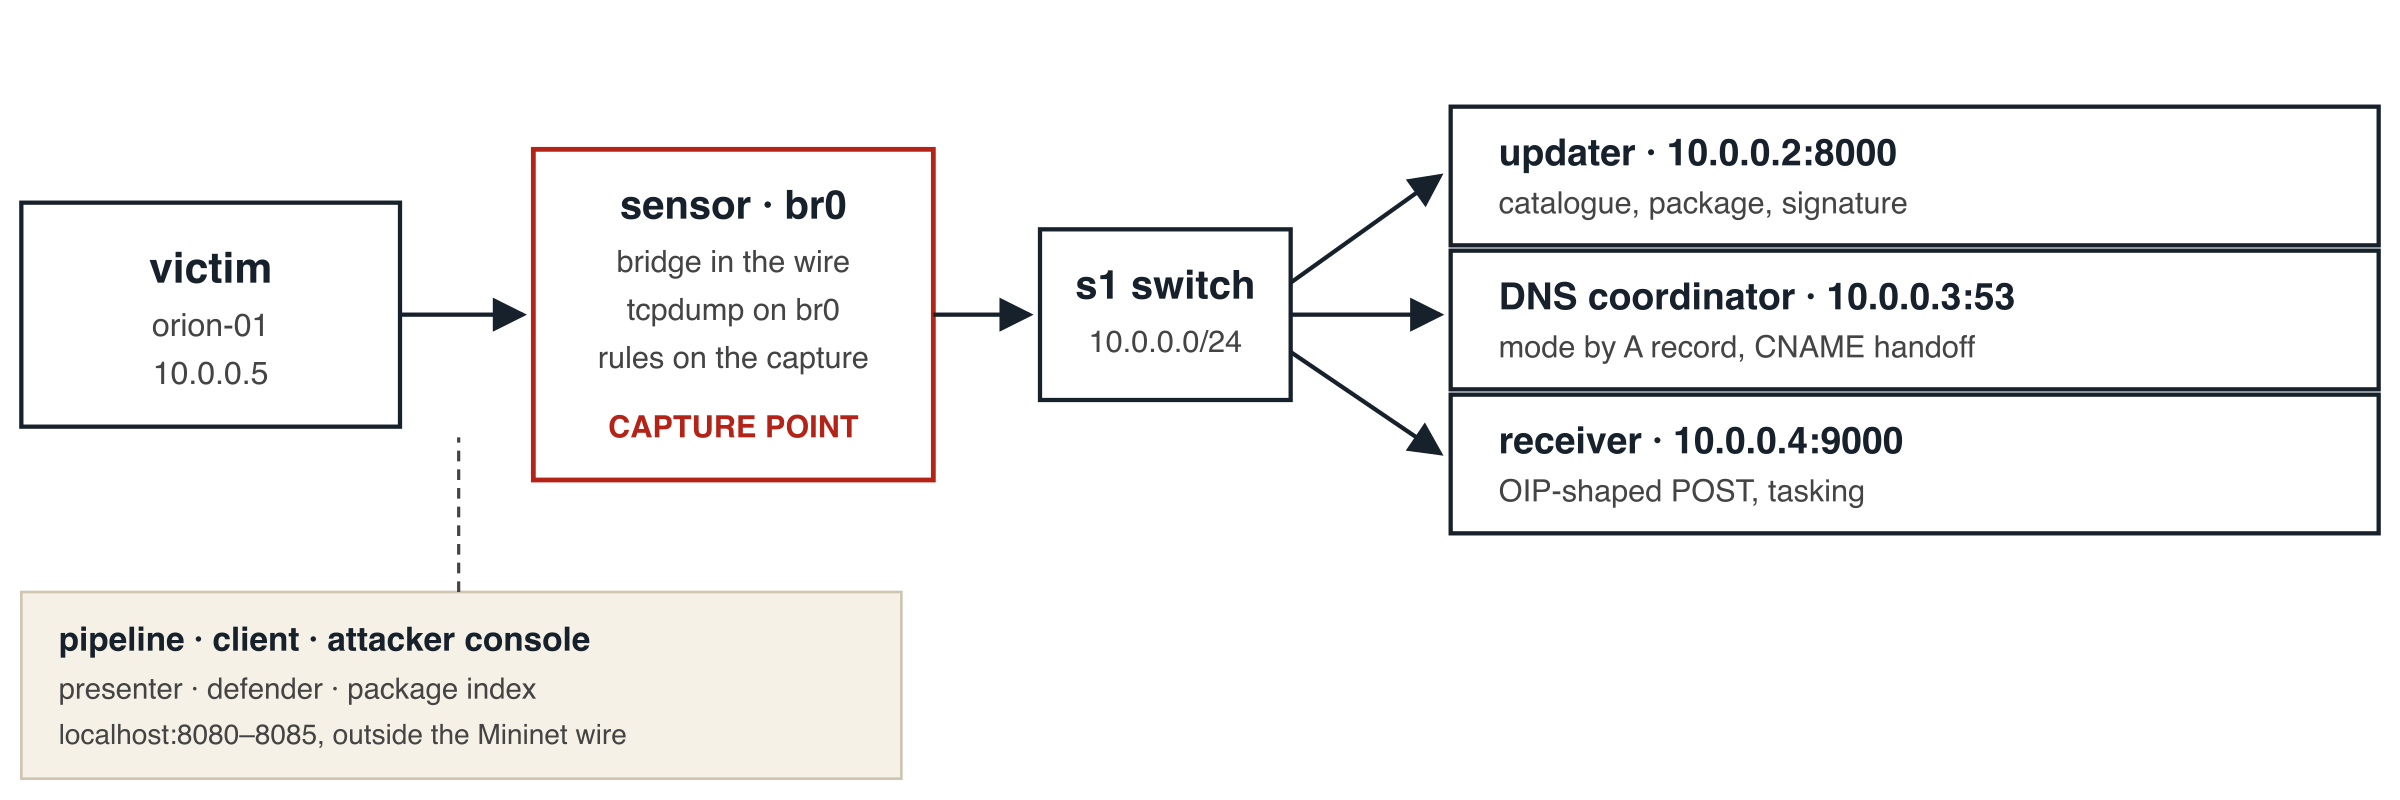 victim
orion-01
10.0.0.5
sensor · br0
bridge in the wire
tcpdump on br0
rules on the capture
CAPTURE POINT
s1 switch
10.0.0.0/24
updater · 10.0.0.2:8000
catalogue, package, signature
DNS coordinator · 10.0.0.3:53
mode by A record, CNAME handoff
receiver · 10.0.0.4:9000
OIP-shaped POST, tasking
pipeline · client · attacker console
presenter · defender · package index
localhost:8080–8085, outside the Mininet wire